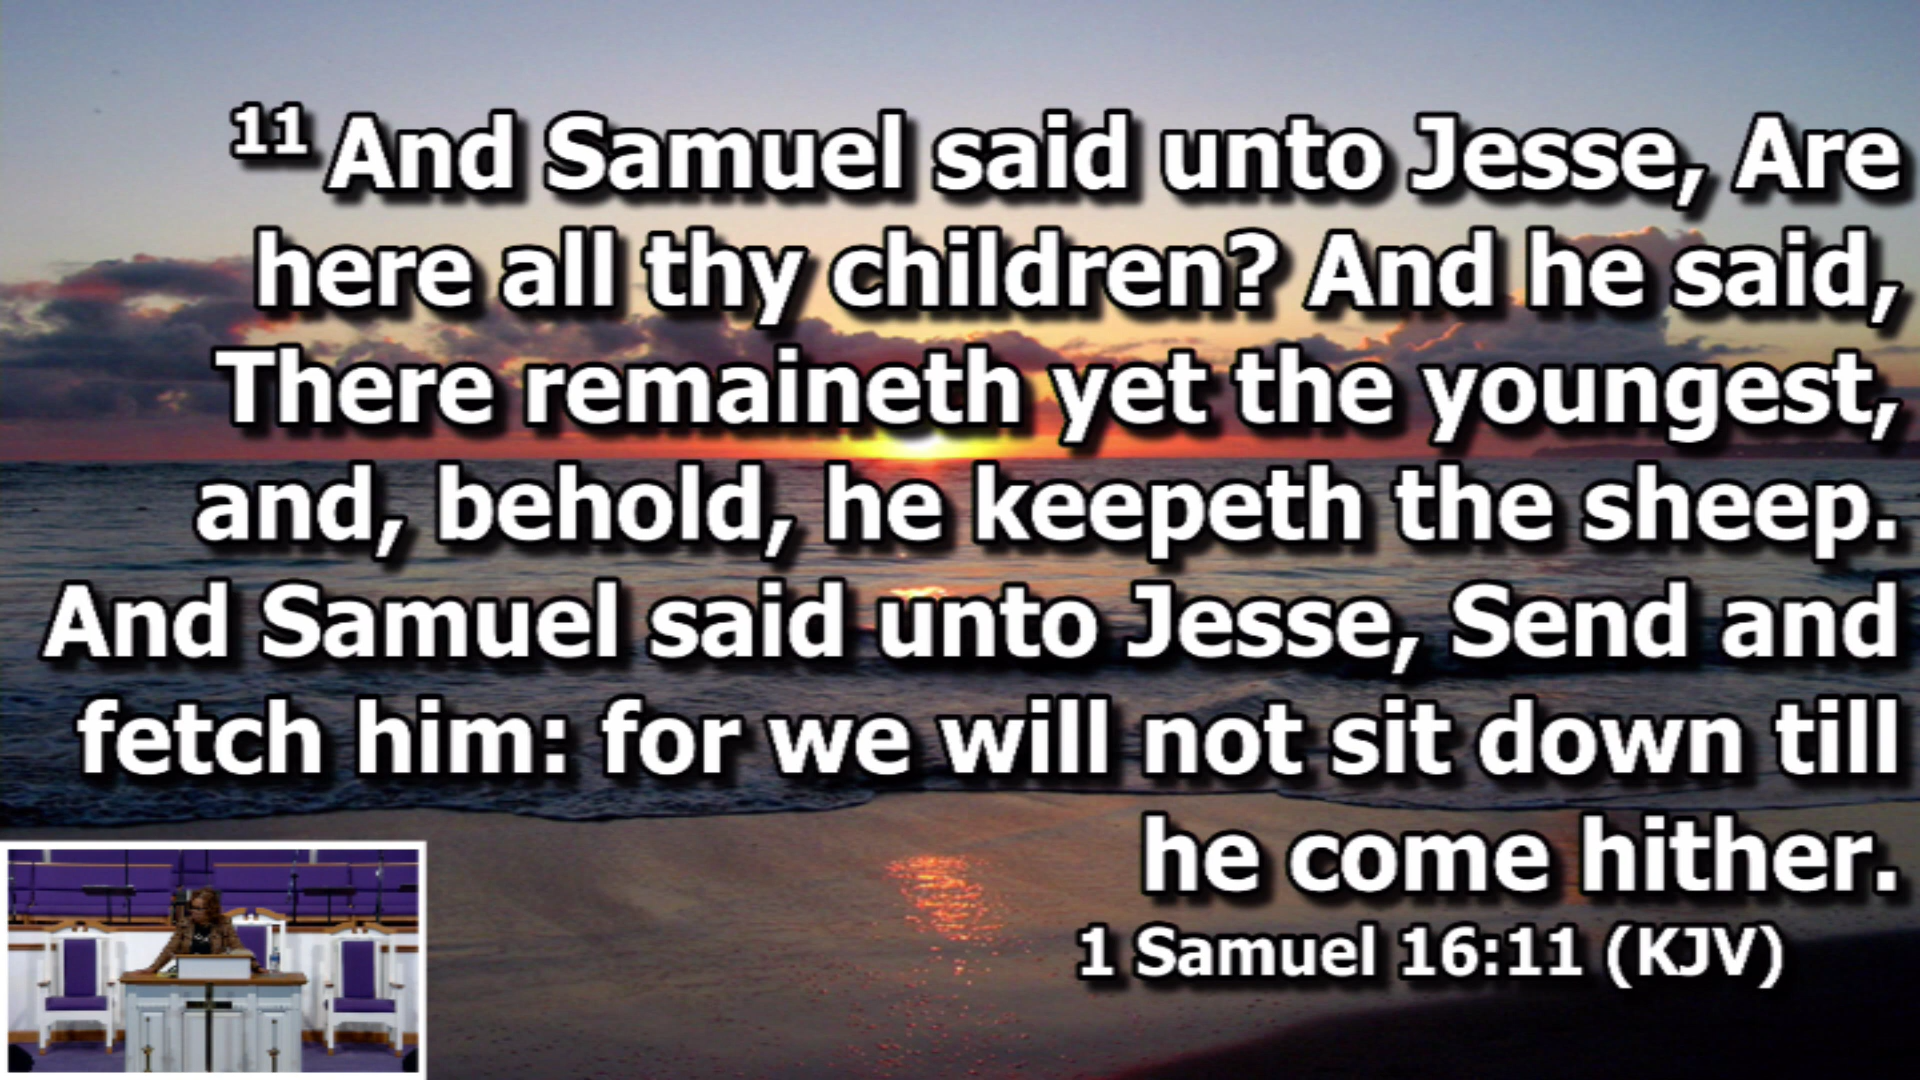 11 And Samuel said unto Jesse, Are
here all thy children? And he said,
There remaineth yet the youngest,
and, behold, he keepeth the sheep.
And Samuel said unto Jesse, Send and
fetch him: for we will not sit down till
he come hither.
1 Samuel 16:11 (KJV)